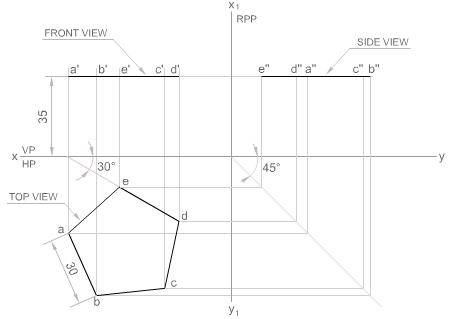 x1
RPP
FRONT VIEW
SIDE VIEW
a' b' e' c' d'
e" d" a" c" b"
35
x VP
HP
y
30°
45°
e
TOP VIEW
d
a
30
c
b
y1